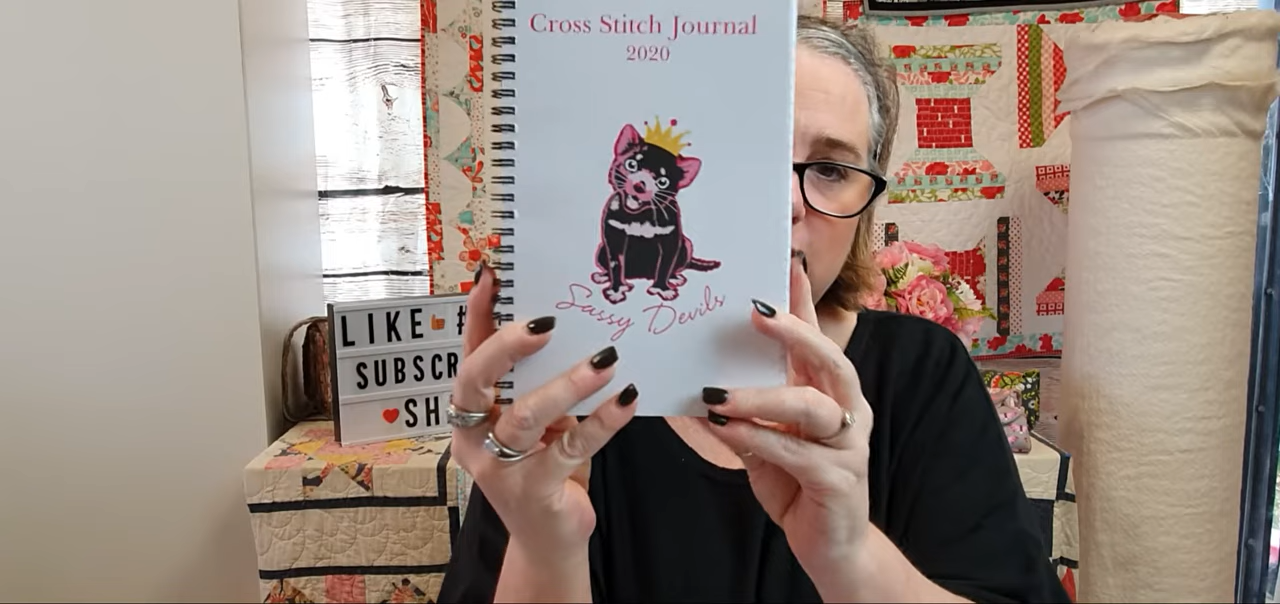 Cross Stitch Journal
2020
Sassy Devils
LIKE 👍 #
SUBSCR
❤ SH